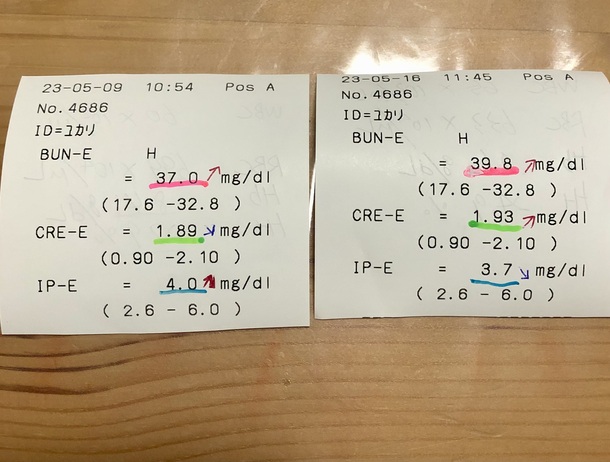 23-05-09 10:54 Pos A
No.4686
ID=ユカリ
BUN-E H
= 37.0 ↗ mg/dl
(17.6 -32.8 )
CRE-E = 1.89 ↘ mg/dl
(0.90 -2.10 )
IP-E = 4.0 ↗ mg/dl
( 2.6 - 6.0 )
23-05-16 11:45 Pos A
No.4686
ID=ユカリ
BUN-E H
= 39.8 ↗ mg/dl
(17.6 -32.8 )
CRE-E = 1.93 ↗ mg/dl
(0.90 -2.10 )
IP-E = 3.7 ↘ mg/dl
( 2.6 - 6.0 )